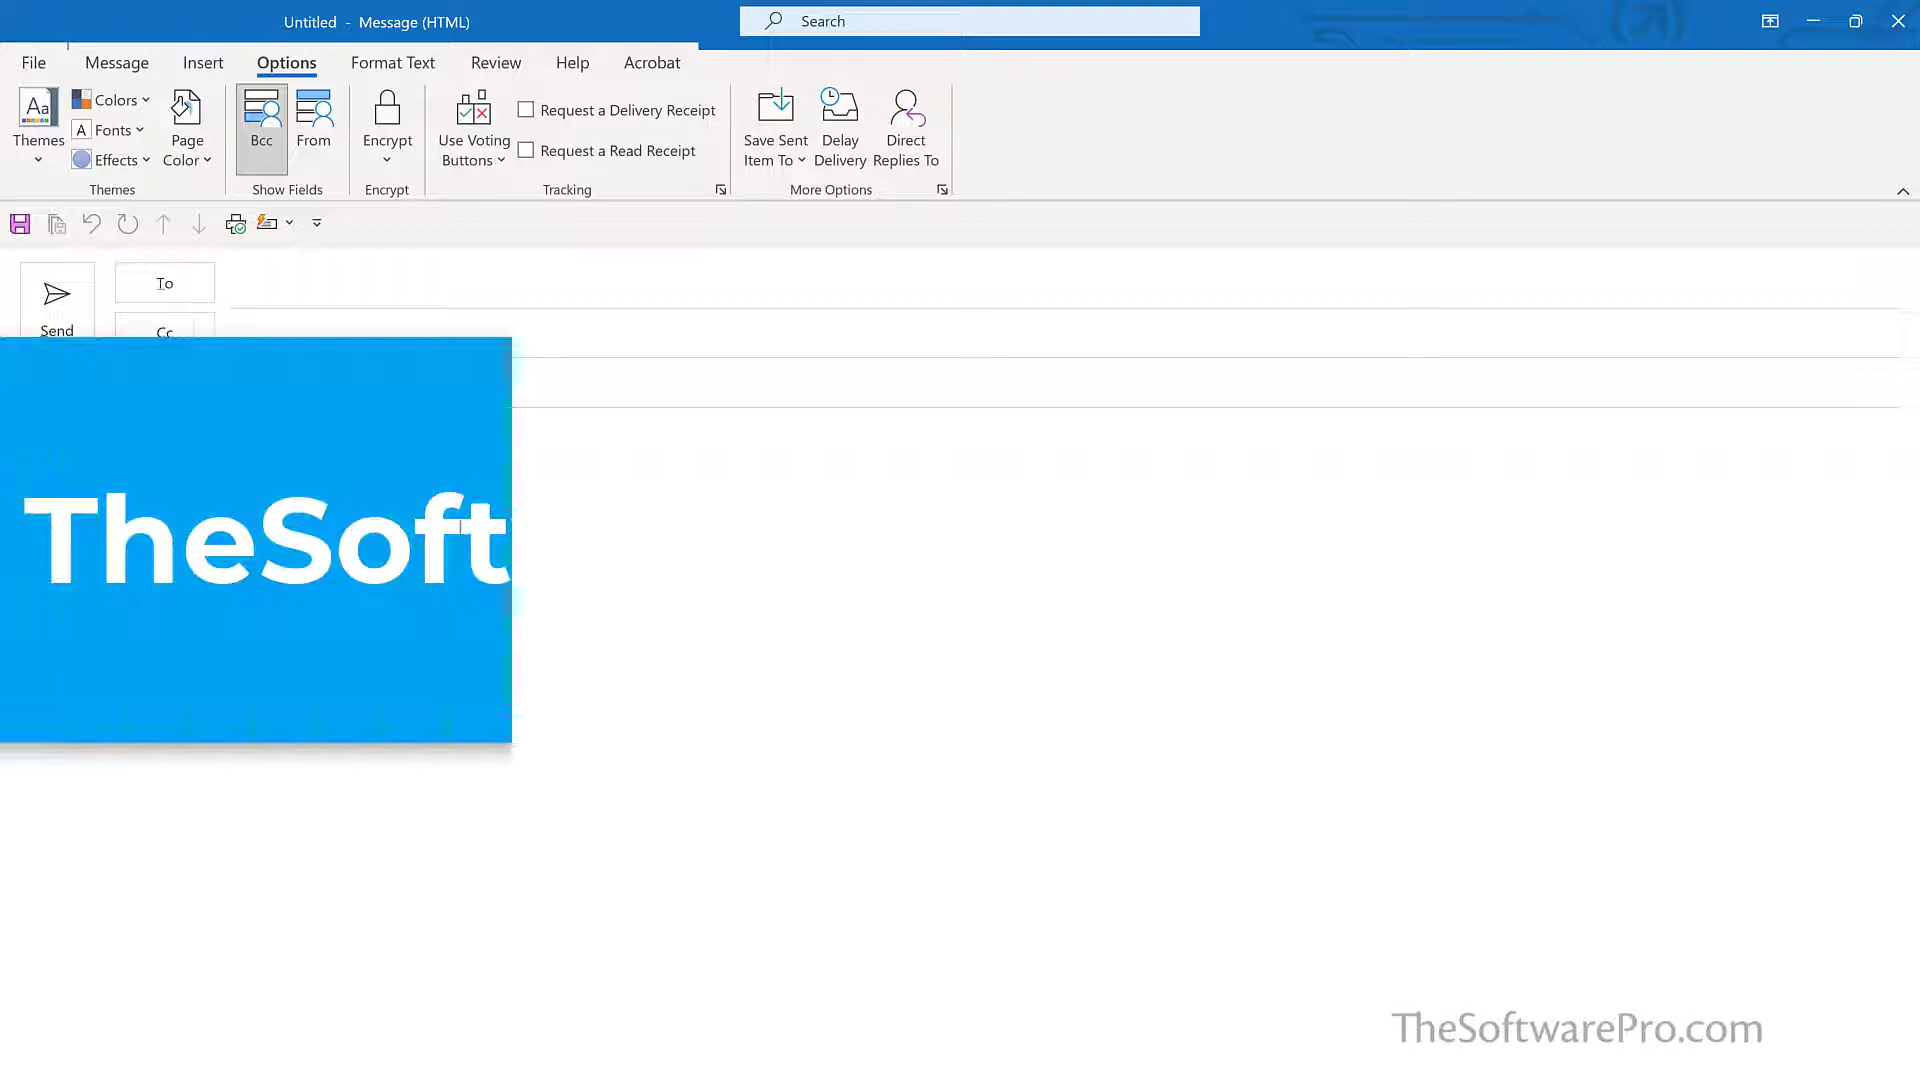 Untitled - Message (HTML)
Search
File Message Insert Options Format Text Review Help Acrobat
Themes
Colors
Fonts
Effects
Page Color
Themes
Bcc
From
Show Fields
Encrypt
Encrypt
Use Voting Buttons
Request a Delivery Receipt
Request a Read Receipt
Tracking
Save Sent Item To
Delay Delivery
Direct Replies To
More Options
Send
To
Cc
TheSoft
TheSoftwarePro.com